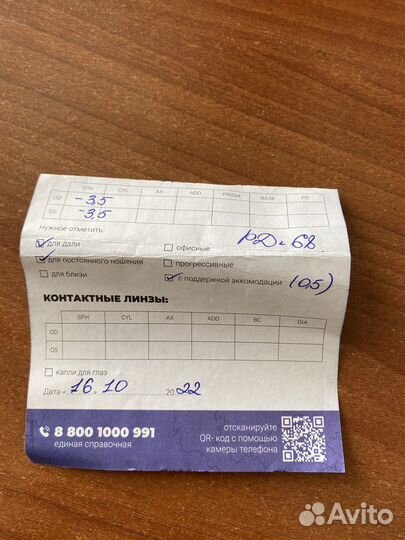 SPH CYL AX ADD PRISM BASE PD
OD -3,5
OS -3,5
Нужное отметить: PD = 68
для дали офисные
для постоянного ношения прогрессивные
для близи с поддержкой аккомодации (0,5)
КОНТАКТНЫЕ ЛИНЗЫ:
SPH CYL AX ADD BC DIA
OD
OS
капли для глаз
Дата « 16 » 10 20 22
8 800 1000 991
единая справочная
отсканируйте
QR- код с помощью
камеры телефона
Avito